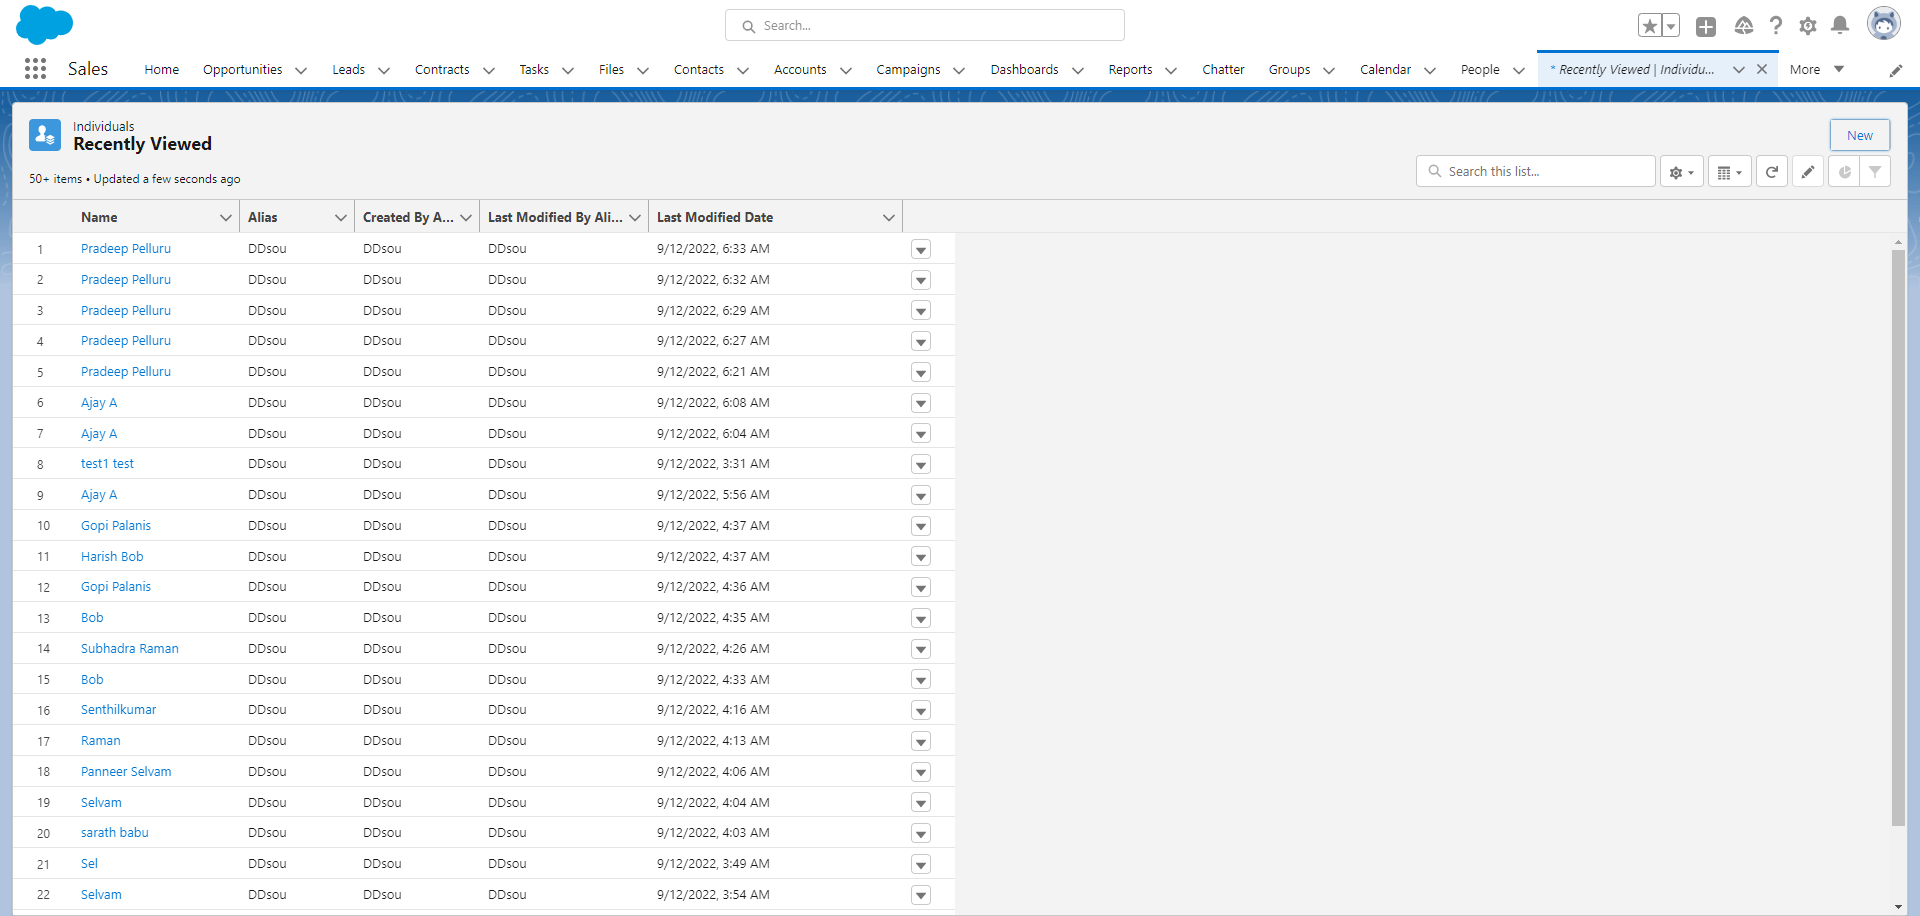 Search...
Sales Home Opportunities Leads Contracts Tasks Files Contacts Accounts Campaigns Dashboards Reports Chatter Groups Calendar People * Recently Viewed | Individu... More
Individuals
Recently Viewed
New
50+ items • Updated a few seconds ago
Search this list...
Name Alias Created By A... Last Modified By Ali... Last Modified Date
1 Pradeep Pelluru DDsou DDsou DDsou 9/12/2022, 6:33 AM
2 Pradeep Pelluru DDsou DDsou DDsou 9/12/2022, 6:32 AM
3 Pradeep Pelluru DDsou DDsou DDsou 9/12/2022, 6:29 AM
4 Pradeep Pelluru DDsou DDsou DDsou 9/12/2022, 6:27 AM
5 Pradeep Pelluru DDsou DDsou DDsou 9/12/2022, 6:21 AM
6 Ajay A DDsou DDsou DDsou 9/12/2022, 6:08 AM
7 Ajay A DDsou DDsou DDsou 9/12/2022, 6:04 AM
8 test1 test DDsou DDsou DDsou 9/12/2022, 3:31 AM
9 Ajay A DDsou DDsou DDsou 9/12/2022, 5:56 AM
10 Gopi Palanis DDsou DDsou DDsou 9/12/2022, 4:37 AM
11 Harish Bob DDsou DDsou DDsou 9/12/2022, 4:37 AM
12 Gopi Palanis DDsou DDsou DDsou 9/12/2022, 4:36 AM
13 Bob DDsou DDsou DDsou 9/12/2022, 4:35 AM
14 Subhadra Raman DDsou DDsou DDsou 9/12/2022, 4:26 AM
15 Bob DDsou DDsou DDsou 9/12/2022, 4:33 AM
16 Senthilkumar DDsou DDsou DDsou 9/12/2022, 4:16 AM
17 Raman DDsou DDsou DDsou 9/12/2022, 4:13 AM
18 Panneer Selvam DDsou DDsou DDsou 9/12/2022, 4:06 AM
19 Selvam DDsou DDsou DDsou 9/12/2022, 4:04 AM
20 sarath babu DDsou DDsou DDsou 9/12/2022, 4:03 AM
21 Sel DDsou DDsou DDsou 9/12/2022, 3:49 AM
22 Selvam DDsou DDsou DDsou 9/12/2022, 3:54 AM